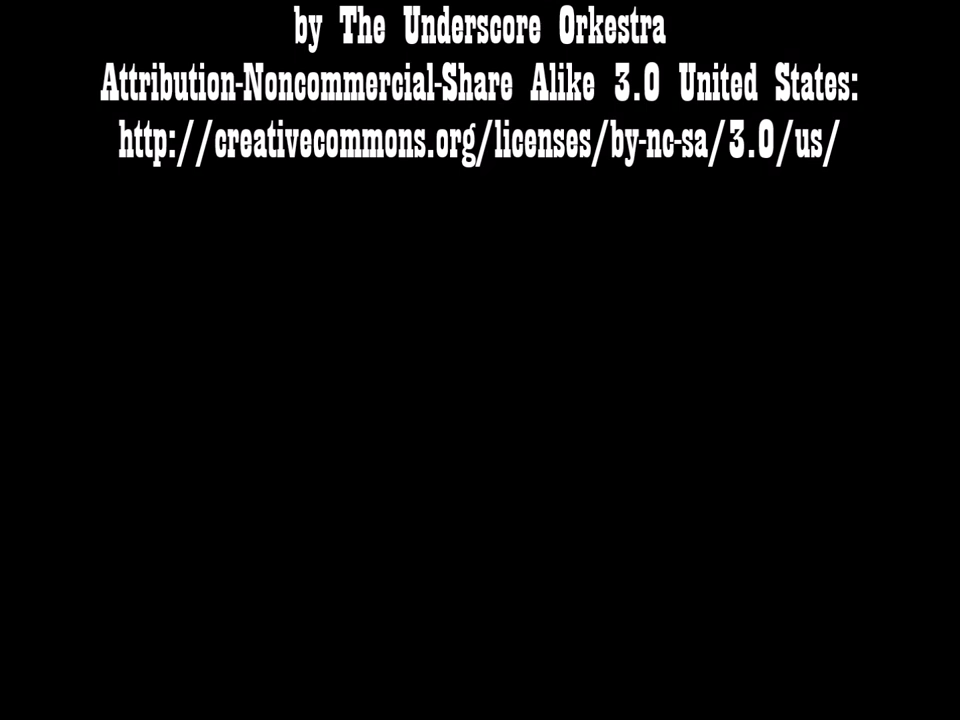 by The Underscore Orkestra
Attribution-Noncommercial-Share Alike 3.0 United States:
http://creativecommons.org/licenses/by-nc-sa/3.0/us/